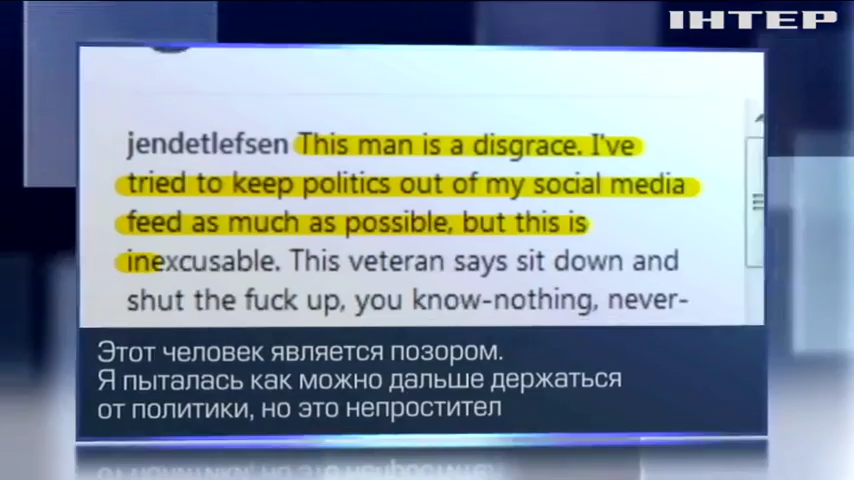 ІНТЕР
jendetlefsen This man is a disgrace. I've
tried to keep politics out of my social media
feed as much as possible, but this is
inexcusable. This veteran says sit down and
shut the fuck up, you know-nothing, never-
Этот человек является позором.
Я пыталась как можно дальше держаться
от политики, но это непростител